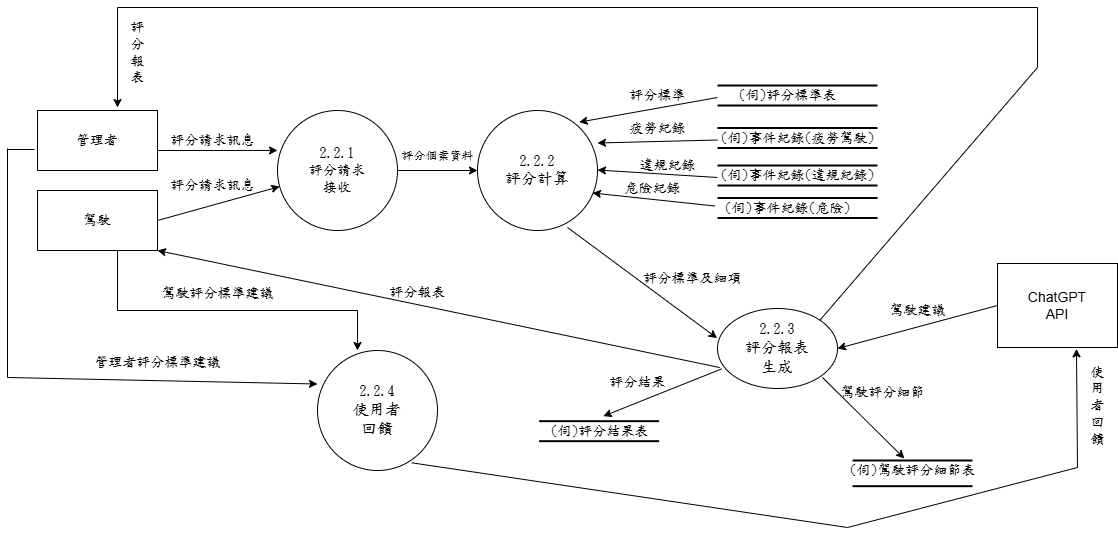 評
分
報
表
管理者
評分請求訊息
評分請求訊息
駕駛
2.2.1
評分請求
接收
評分個案資料
2.2.2
評分計算
評分標準
(伺)評分標準表
疲勞紀錄
(伺)事件紀錄(疲勞駕駛)
違規紀錄
(伺)事件紀錄(違規紀錄)
危險紀錄
(伺)事件紀錄(危險)
駕駛評分標準建議
評分報表
評分標準及細項
管理者評分標準建議
2.2.3
評分報表
生成
駕駛建議
ChatGPT
API
2.2.4
使用者
回饋
評分結果
(伺)評分結果表
駕駛評分細節
(伺)駕駛評分細節表
使
用
者
回
饋